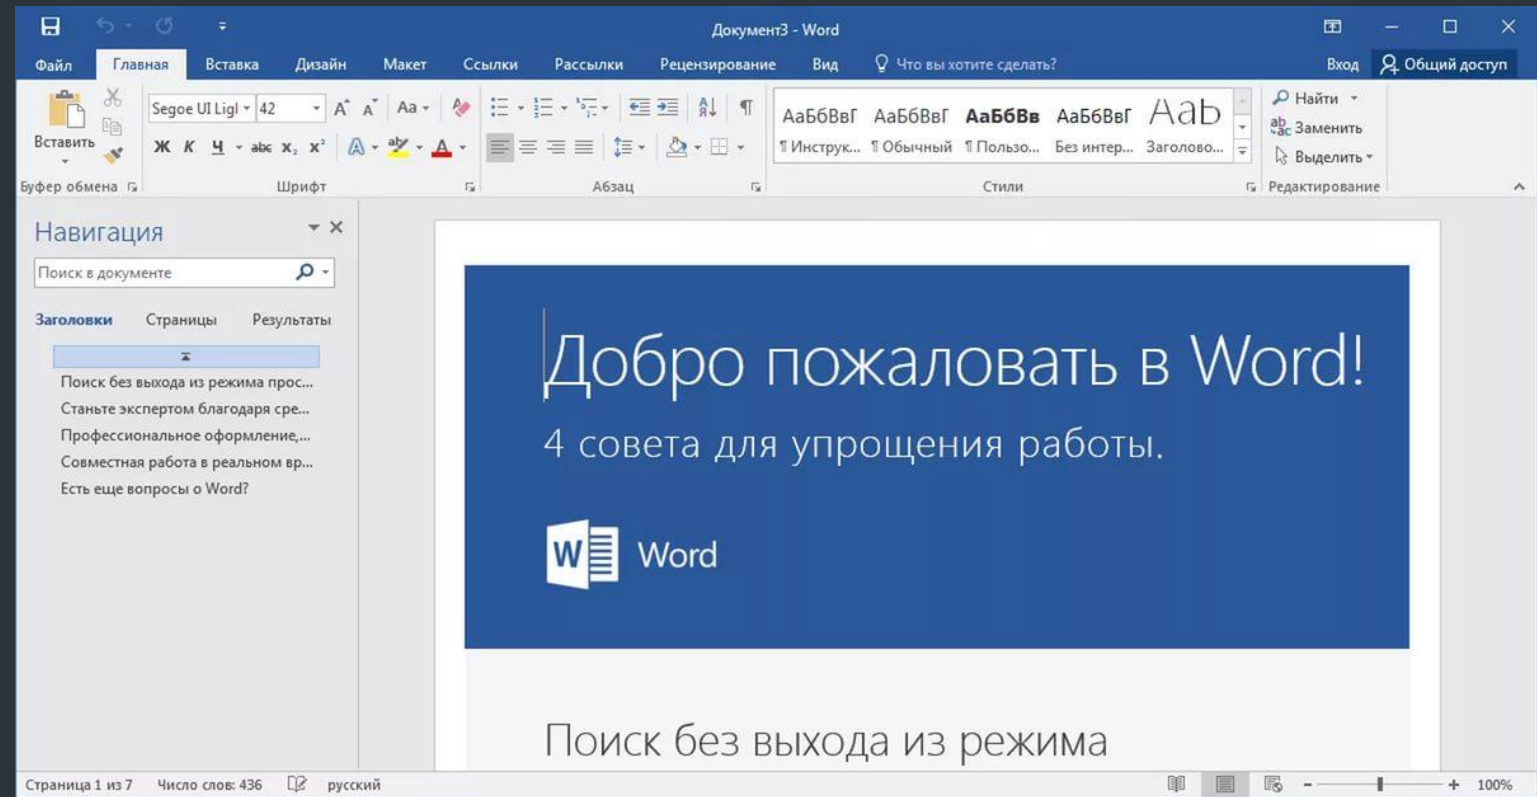 Документ3 - Word
Файл Главная Вставка Дизайн Макет Ссылки Рассылки Рецензирование Вид Что вы хотите сделать? Вход Общий доступ
Вставить
Буфер обмена
Segoe UI Ligl 42 Аа
Ж К Ч abc x₂ x² A aby A
Шрифт
Абзац
АаБбВвГ АаБбВвГ АаБбВв АаБбВвГ АаЬ
¶ Инструк... ¶ Обычный ¶ Пользо... Без интер... Заголово...
Стили
Найти
Заменить
Выделить
Редактирование
Навигация
Поиск в документе
Заголовки Страницы Результаты
Поиск без выхода из режима прос...
Станьте экспертом благодаря сре...
Профессиональное оформление,...
Совместная работа в реальном вр...
Есть еще вопросы о Word?
Добро пожаловать в Word!
4 совета для упрощения работы.
W Word
Поиск без выхода из режима
Страница 1 из 7 Число слов: 436 русский 100%